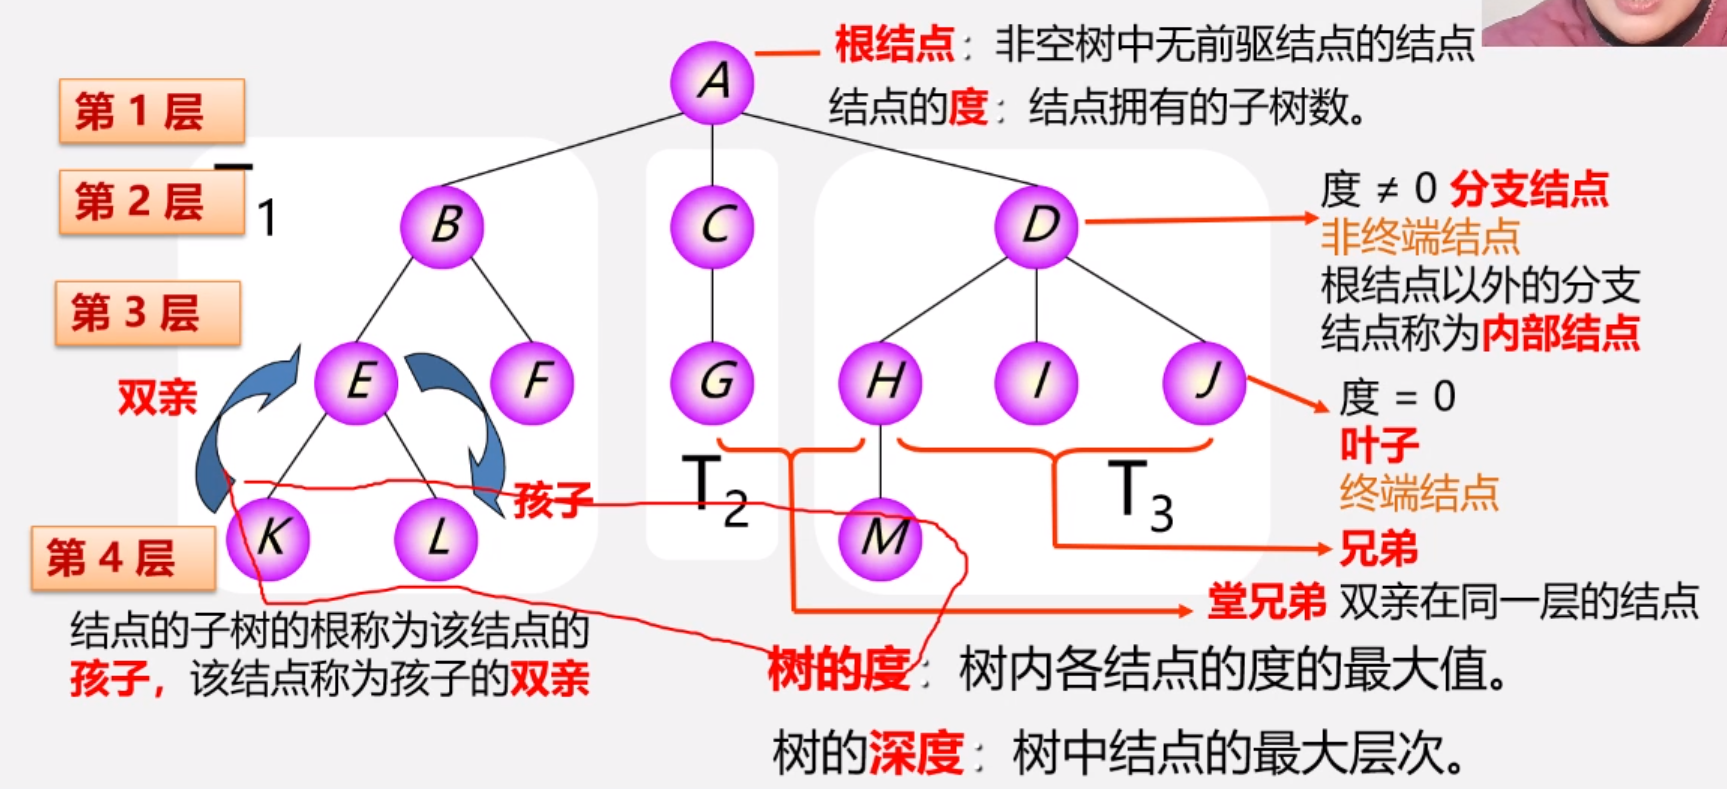 根结点：非空树中无前驱结点的结点
结点的度：结点拥有的子树数。
A
第 1 层
第 2 层
1
B
C
D
度 ≠ 0 分支结点
非终端结点
根结点以外的分支
结点称为内部结点
第 3 层
双亲
E
F
G
H
I
J
度 = 0
叶子
终端结点
孩子
T2
T3
第 4 层
K
L
M
兄弟
堂兄弟 双亲在同一层的结点
结点的子树的根称为该结点的
孩子，该结点称为孩子的双亲
树的度：树内各结点的度的最大值。
树的深度：树中结点的最大层次。